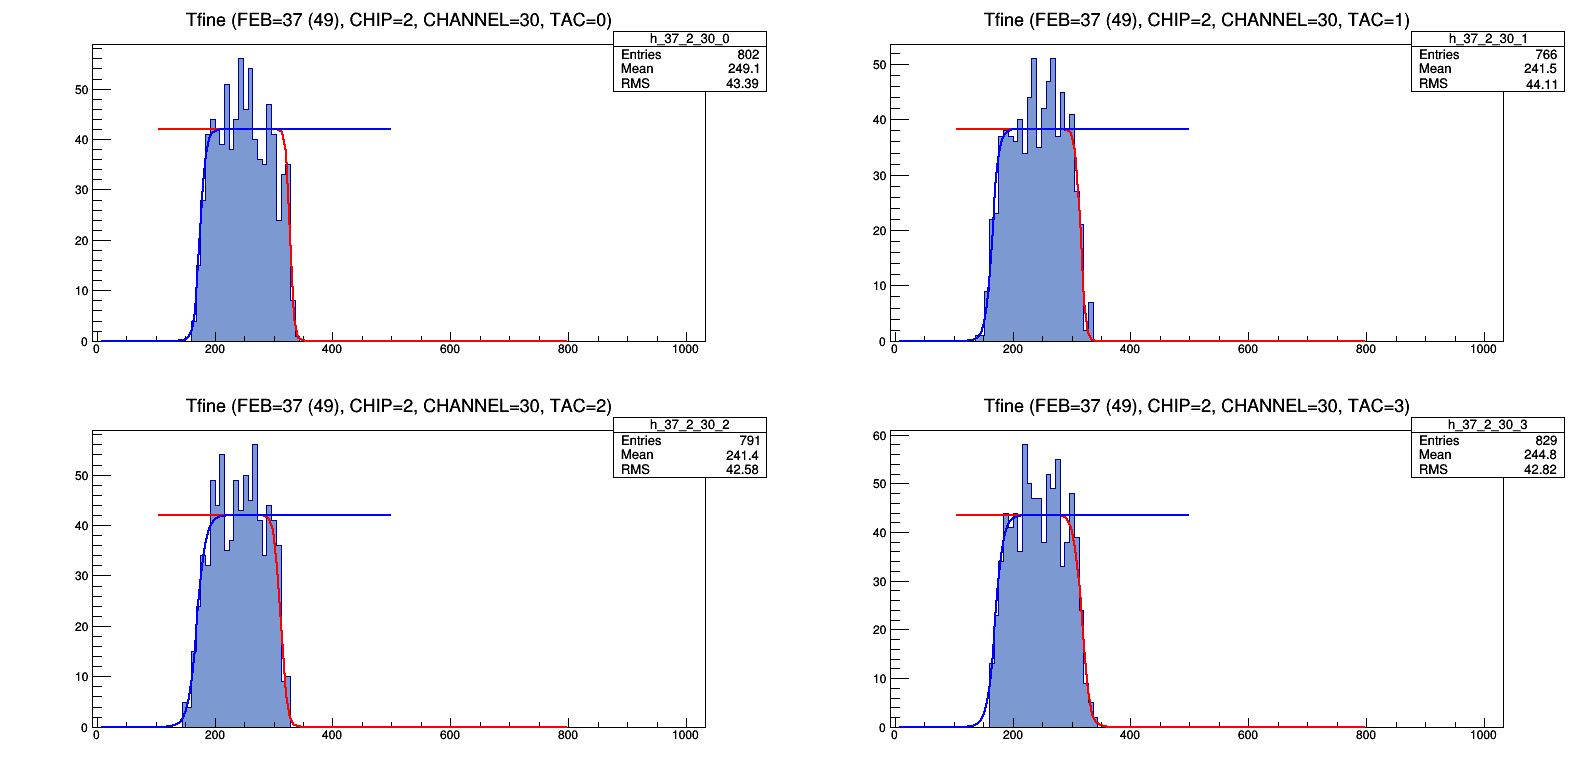 Tfine (FEB=37 (49), CHIP=2, CHANNEL=30, TAC=0)
h_37_2_30_0
Entries 802
Mean 249.1
RMS 43.39
50
40
30
20
10
0
0 200 400 600 800 1000
Tfine (FEB=37 (49), CHIP=2, CHANNEL=30, TAC=1)
h_37_2_30_1
Entries 766
Mean 241.5
RMS 44.11
50
40
30
20
10
0
0 200 400 600 800 1000
Tfine (FEB=37 (49), CHIP=2, CHANNEL=30, TAC=2)
h_37_2_30_2
Entries 791
Mean 241.4
RMS 42.58
50
40
30
20
10
0
0 200 400 600 800 1000
Tfine (FEB=37 (49), CHIP=2, CHANNEL=30, TAC=3)
h_37_2_30_3
Entries 829
Mean 244.8
RMS 42.82
60
50
40
30
20
10
0
0 200 400 600 800 1000